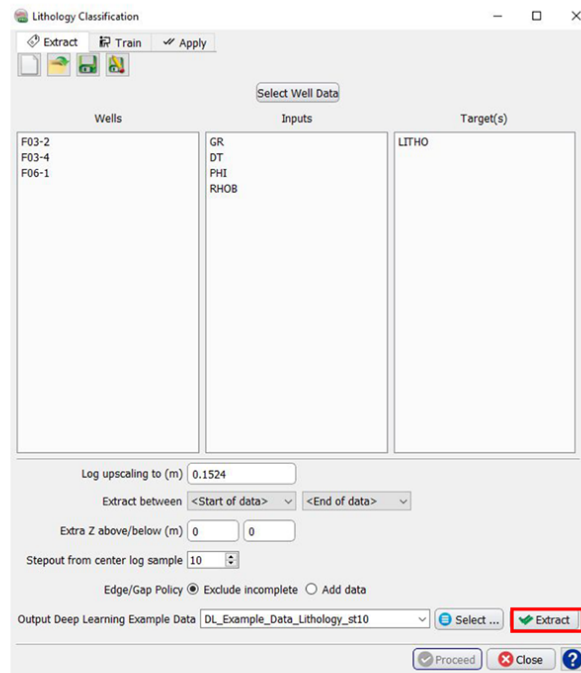 Lithology Classification
Extract Train Apply
Select Well Data
Wells Inputs Target(s)
F03-2 GR LITHO
F03-4 DT
F06-1 PHI
RHOB
Log upscaling to (m) 0.1524
Extract between <Start of data> <End of data>
Extra Z above/below (m) 0 0
Stepout from center log sample 10
Edge/Gap Policy Exclude incomplete Add data
Output Deep Learning Example Data DL_Example_Data_Lithology_st10 Select ... Extract
Proceed Close ?